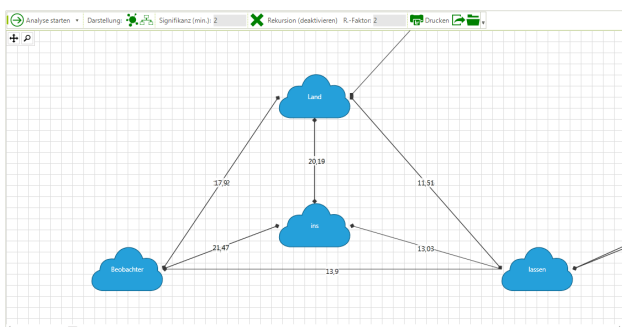 Analyse starten Darstellung: Signifikanz (min.): 2 Rekursion (deaktivieren) R.-Faktor: 2 Drucken
Land
17,92
20,19
11,51
ins
21,47
13,03
Beobachter
13,9
lassen